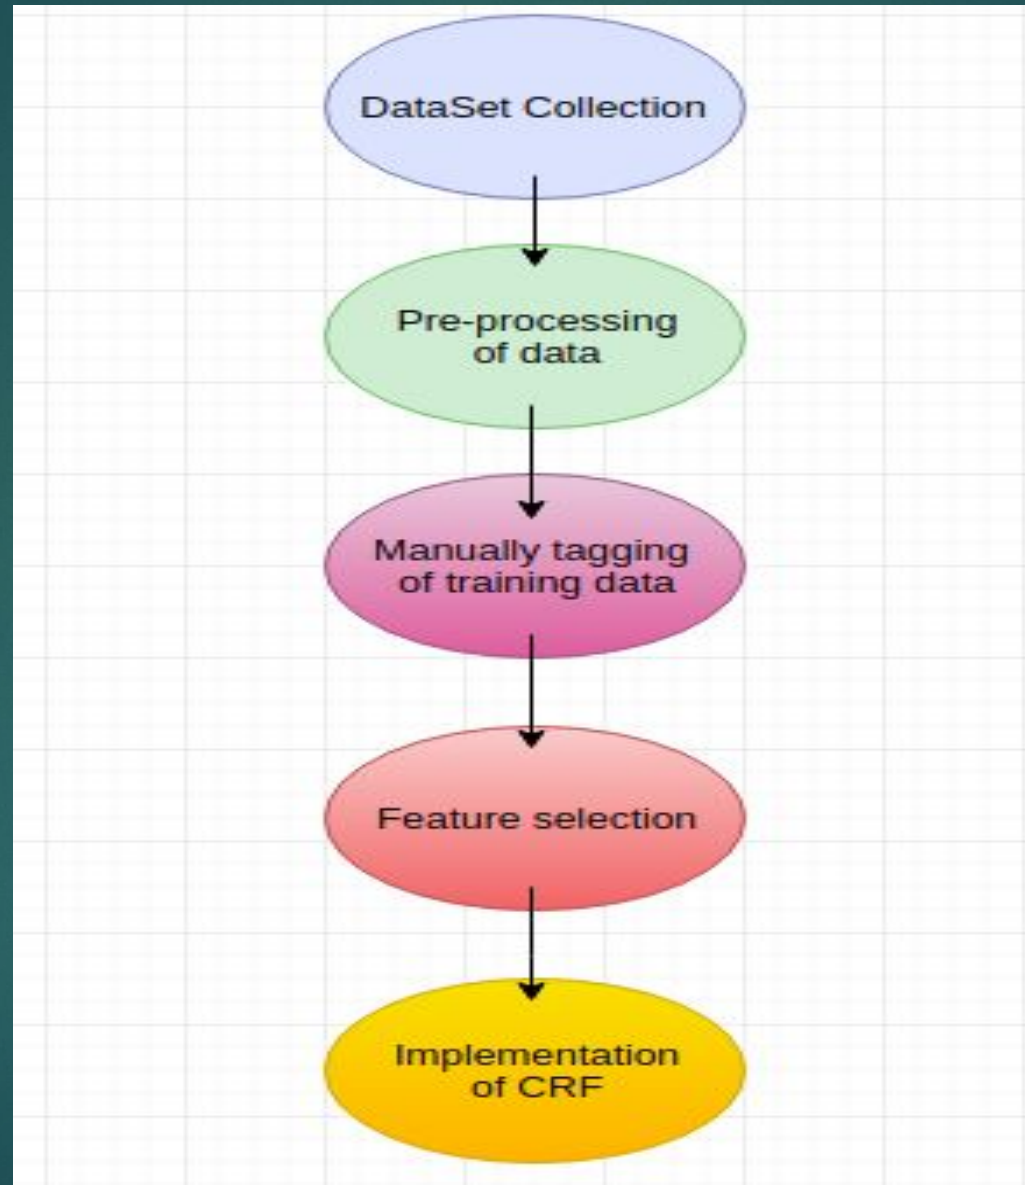 DataSet Collection
Pre-processing
of data
Manually tagging
of training data
Feature selection
Implementation
of CRF